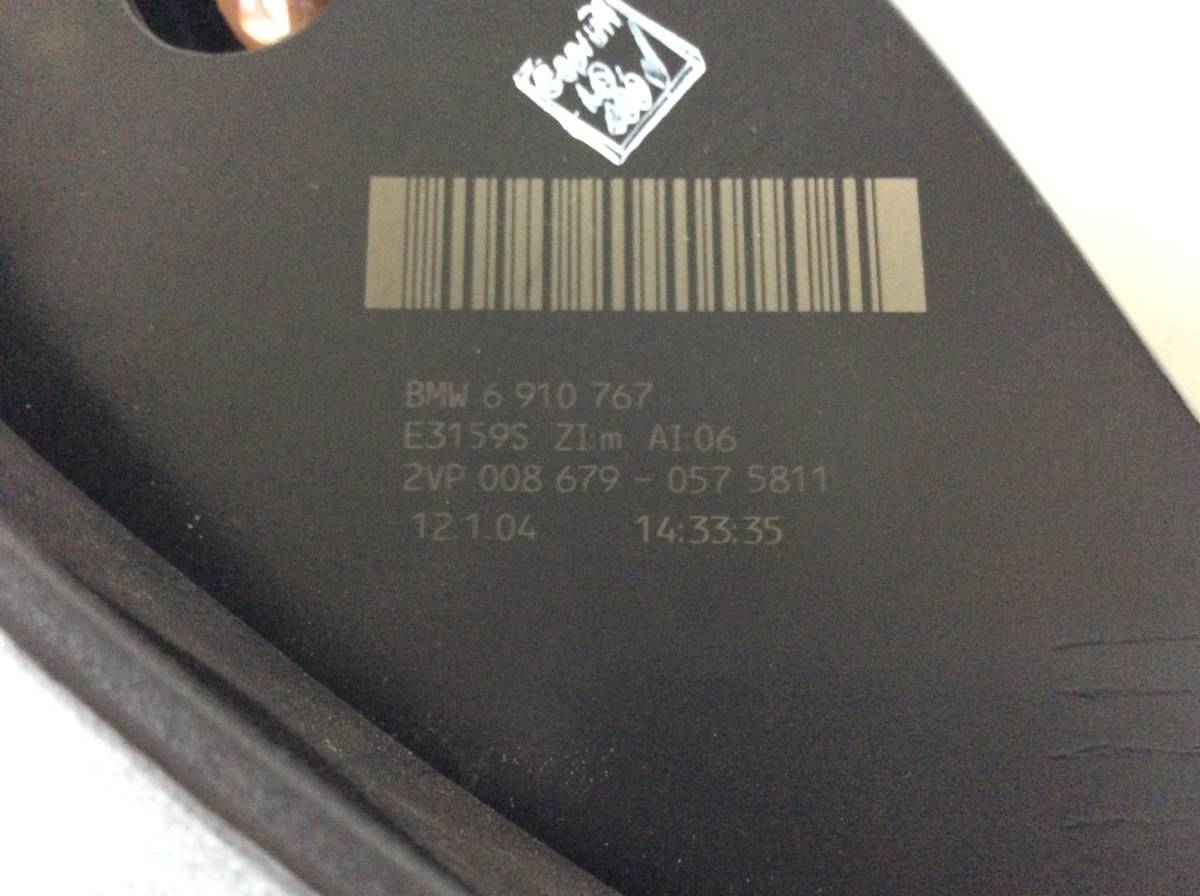 BMW 6 910 767
E3159S ZI:m AI:06
2VP 008 679 - 057 5811
12.1.04 14:33:35